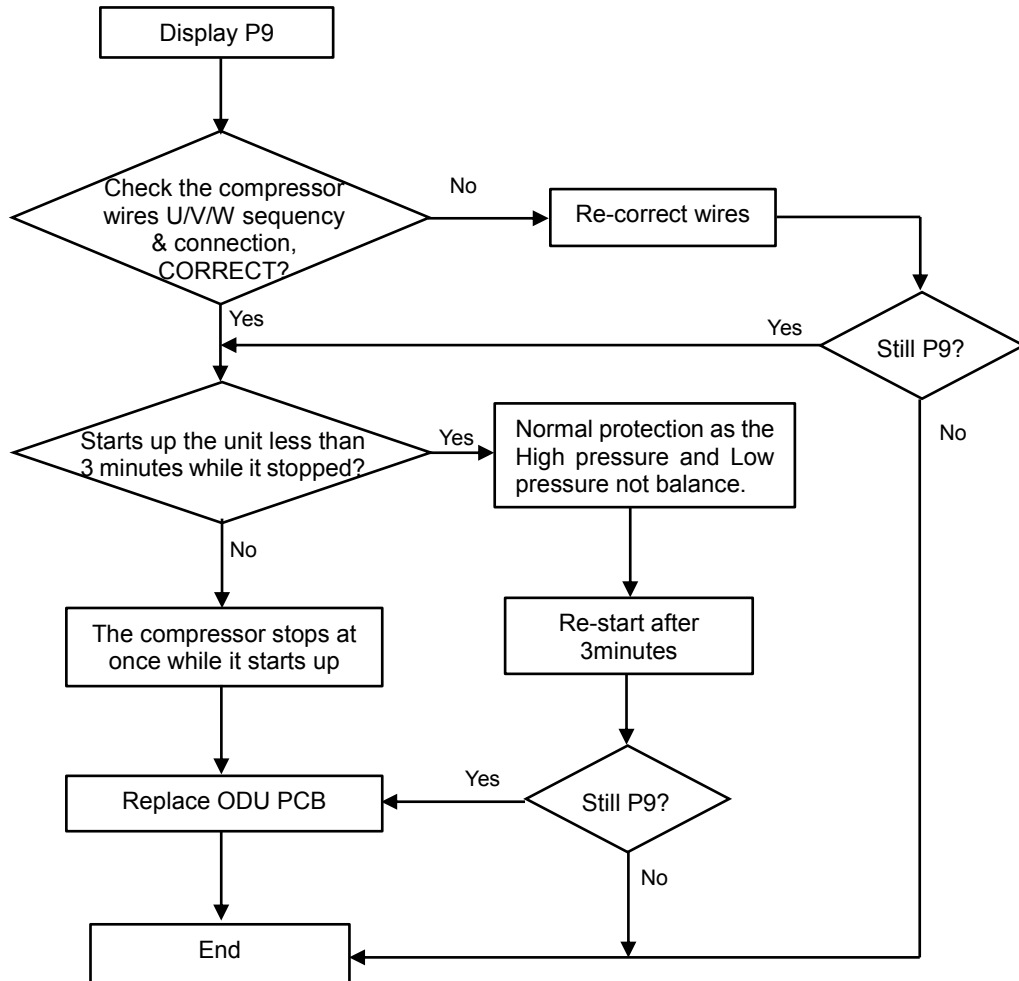 Display P9
Check the compressor
wires U/V/W sequency
& connection,
CORRECT?
No
Re-correct wires
Yes
Yes
Still P9?
No
Starts up the unit less than
3 minutes while it stopped?
Yes
Normal protection as the
High pressure and Low
pressure not balance.
No
The compressor stops at
once while it starts up
Re-start after
3minutes
Replace ODU PCB
Yes
Still P9?
No
End